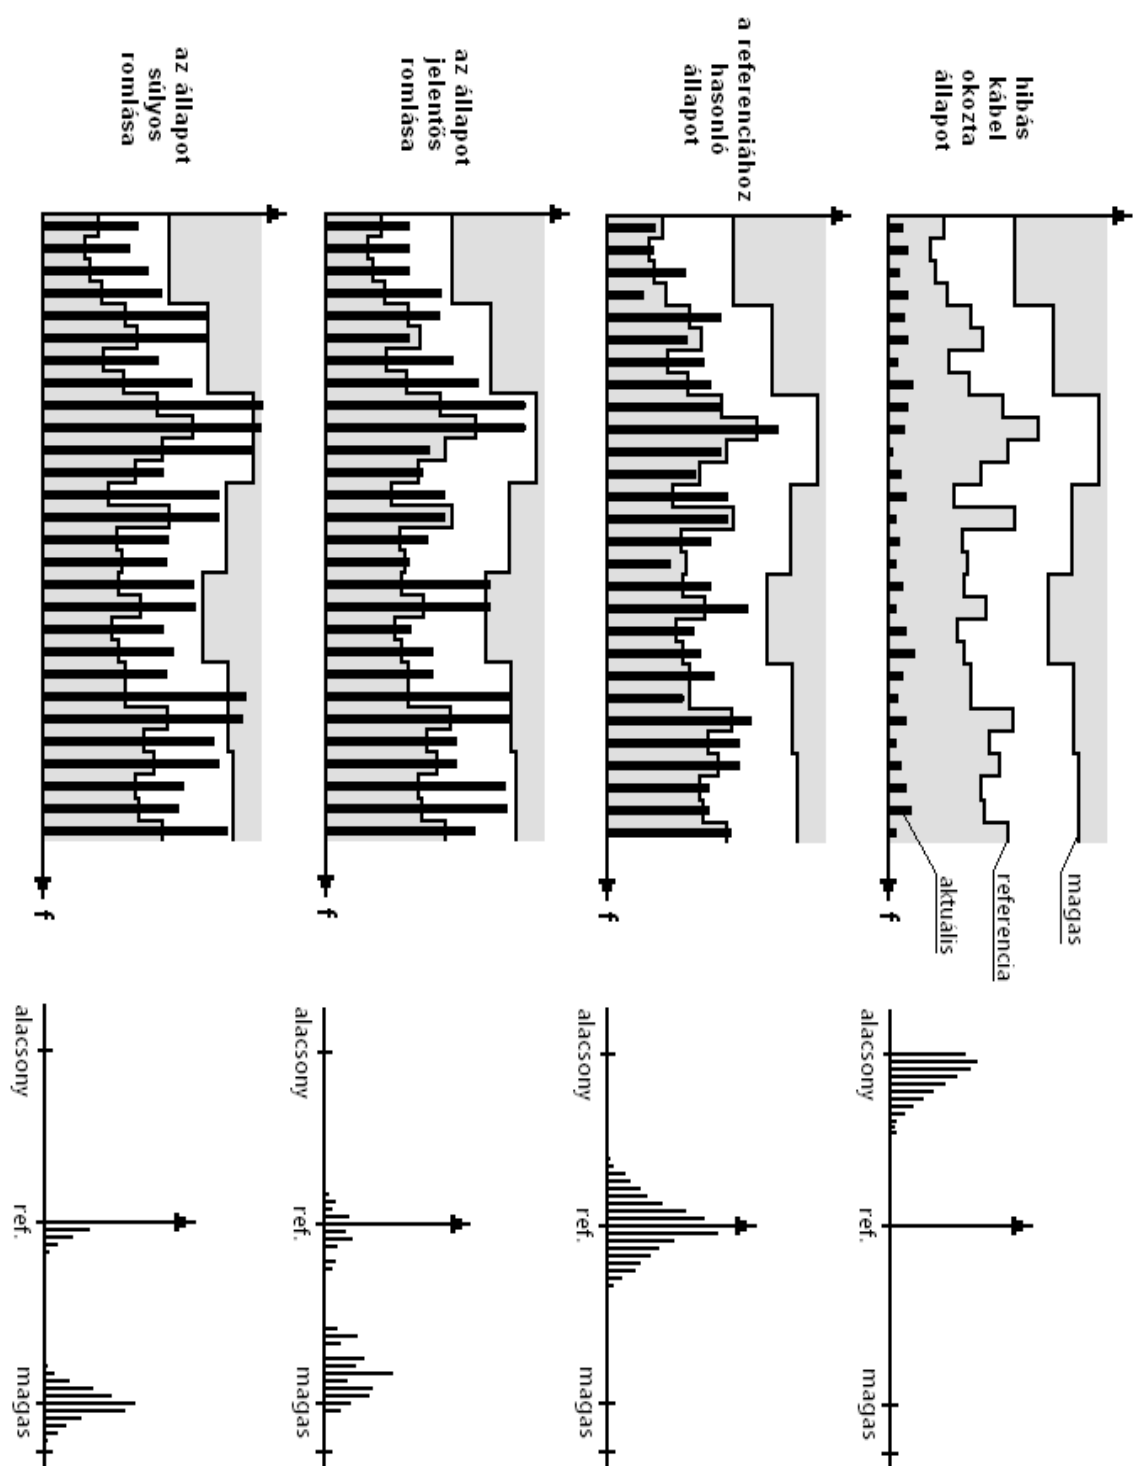 hibás
kábel
okozta
állapot
magas
referencia
aktuális
f
alacsony
ref.
magas
a referenciához
hasonló
állapot
f
alacsony
ref.
magas
az állapot
jelentős
romlása
f
alacsony
ref.
magas
az állapot
súlyos
romlása
f
alacsony
ref.
magas